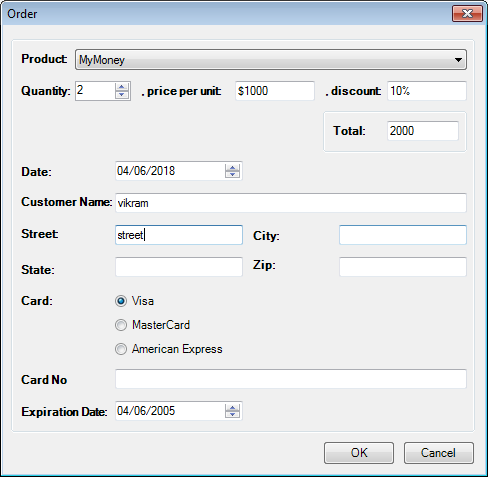 Order
Product: MyMoney
Quantity: 2 , price per unit: $1000 , discount: 10%
Total: 2000
Date: 04/06/2018
Customer Name: vikram
Street: street City:
State: Zip:
Card: Visa
MasterCard
American Express
Card No
Expiration Date: 04/06/2005
OK Cancel